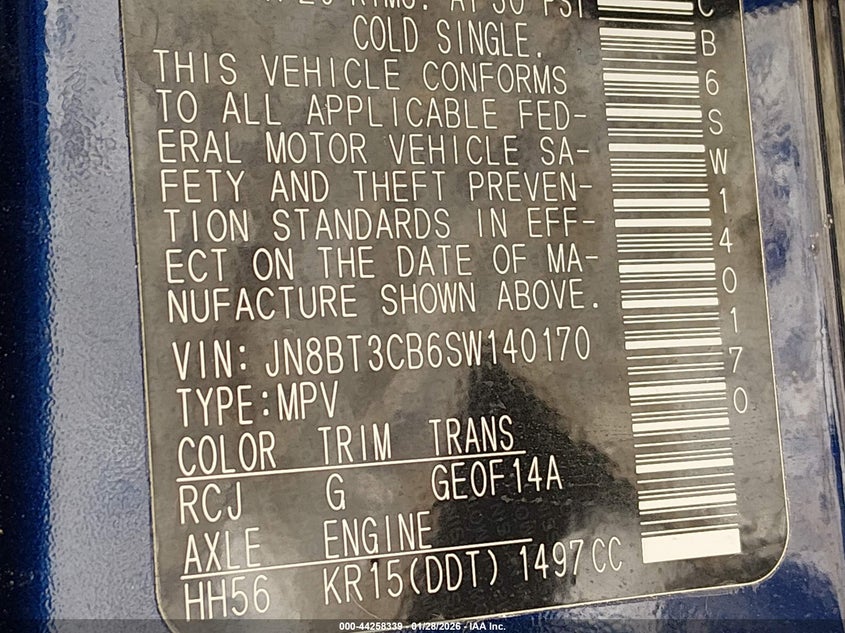 COLD SINGLE.
THIS VEHICLE CONFORMS
TO ALL APPLICABLE FED-
ERAL MOTOR VEHICLE SA-
FETY AND THEFT PREVEN-
TION STANDARDS IN EFF-
ECT ON THE DATE OF MA-
NUFACTURE SHOWN ABOVE.
VIN: JN8BT3CB6SW140170
TYPE:MPV
COLOR TRIM TRANS
RCJ G GE0F14A
AXLE ENGINE
HH56 KR15(DDT) 1497CC
CB6SW140170
000-44258339 - 01/28/2026 - IAA Inc.